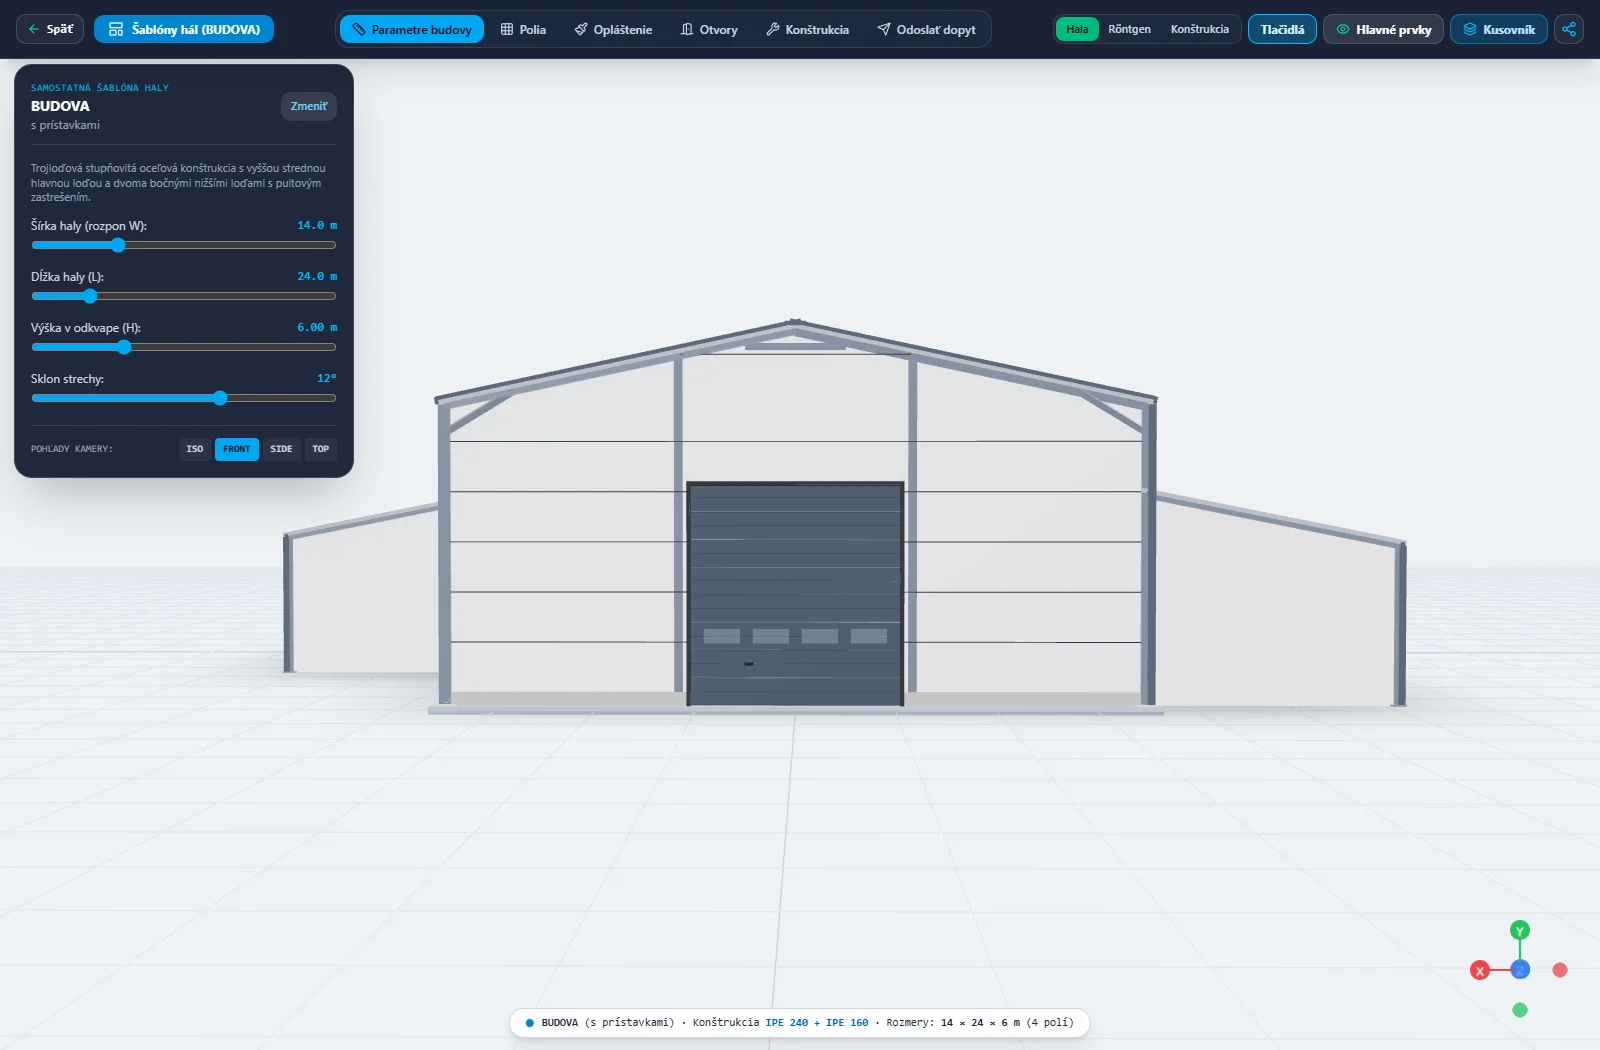 Späť
Šablóny hál (BUDOVA)
Parametre budovy
Polia
Opláštenie
Otvory
Konštrukcia
Odoslať dopyt
Hala
Röntgen
Konštrukcia
Tlačidlá
Hlavné prvky
Kusovník
SAMOSTATNÁ ŠABLÓNA HALY
BUDOVA
s prístavkami
Zmeniť
Trojloďová stupňovitá oceľová konštrukcia s vyššou strednou
hlavnou loďou a dvoma bočnými nižšími loďami s pultovým
zastrešením.
Šírka haly (rozpon W):
14.0 m
Dĺžka haly (L):
24.0 m
Výška v odkvape (H):
6.00 m
Sklon strechy:
12°
POHĽADY KAMERY:
ISO
FRONT
SIDE
TOP
Y
X
Z
BUDOVA (s prístavkami) · Konštrukcia IPE 240 + IPE 160 · Rozmery: 14 × 24 × 6 m (4 polí)